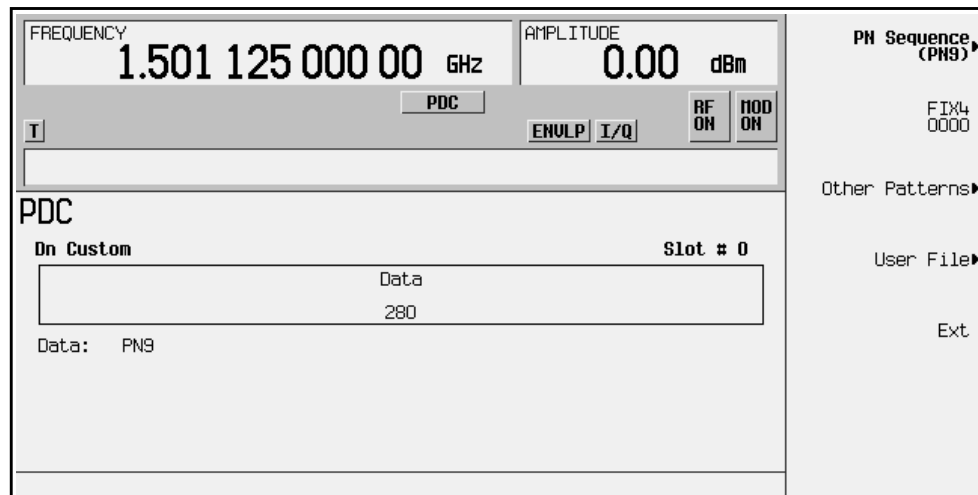 FREQUENCY
1.501 125 000 00 GHz
AMPLITUDE
0.00 dBm
PDC
RF ON
MOD ON
T
ENVLP I/Q
PDC
Dn Custom
Slot # 0
Data
280
Data: PN9
PN Sequence
(PN9)
FIX4
0000
Other Patterns
User File
Ext